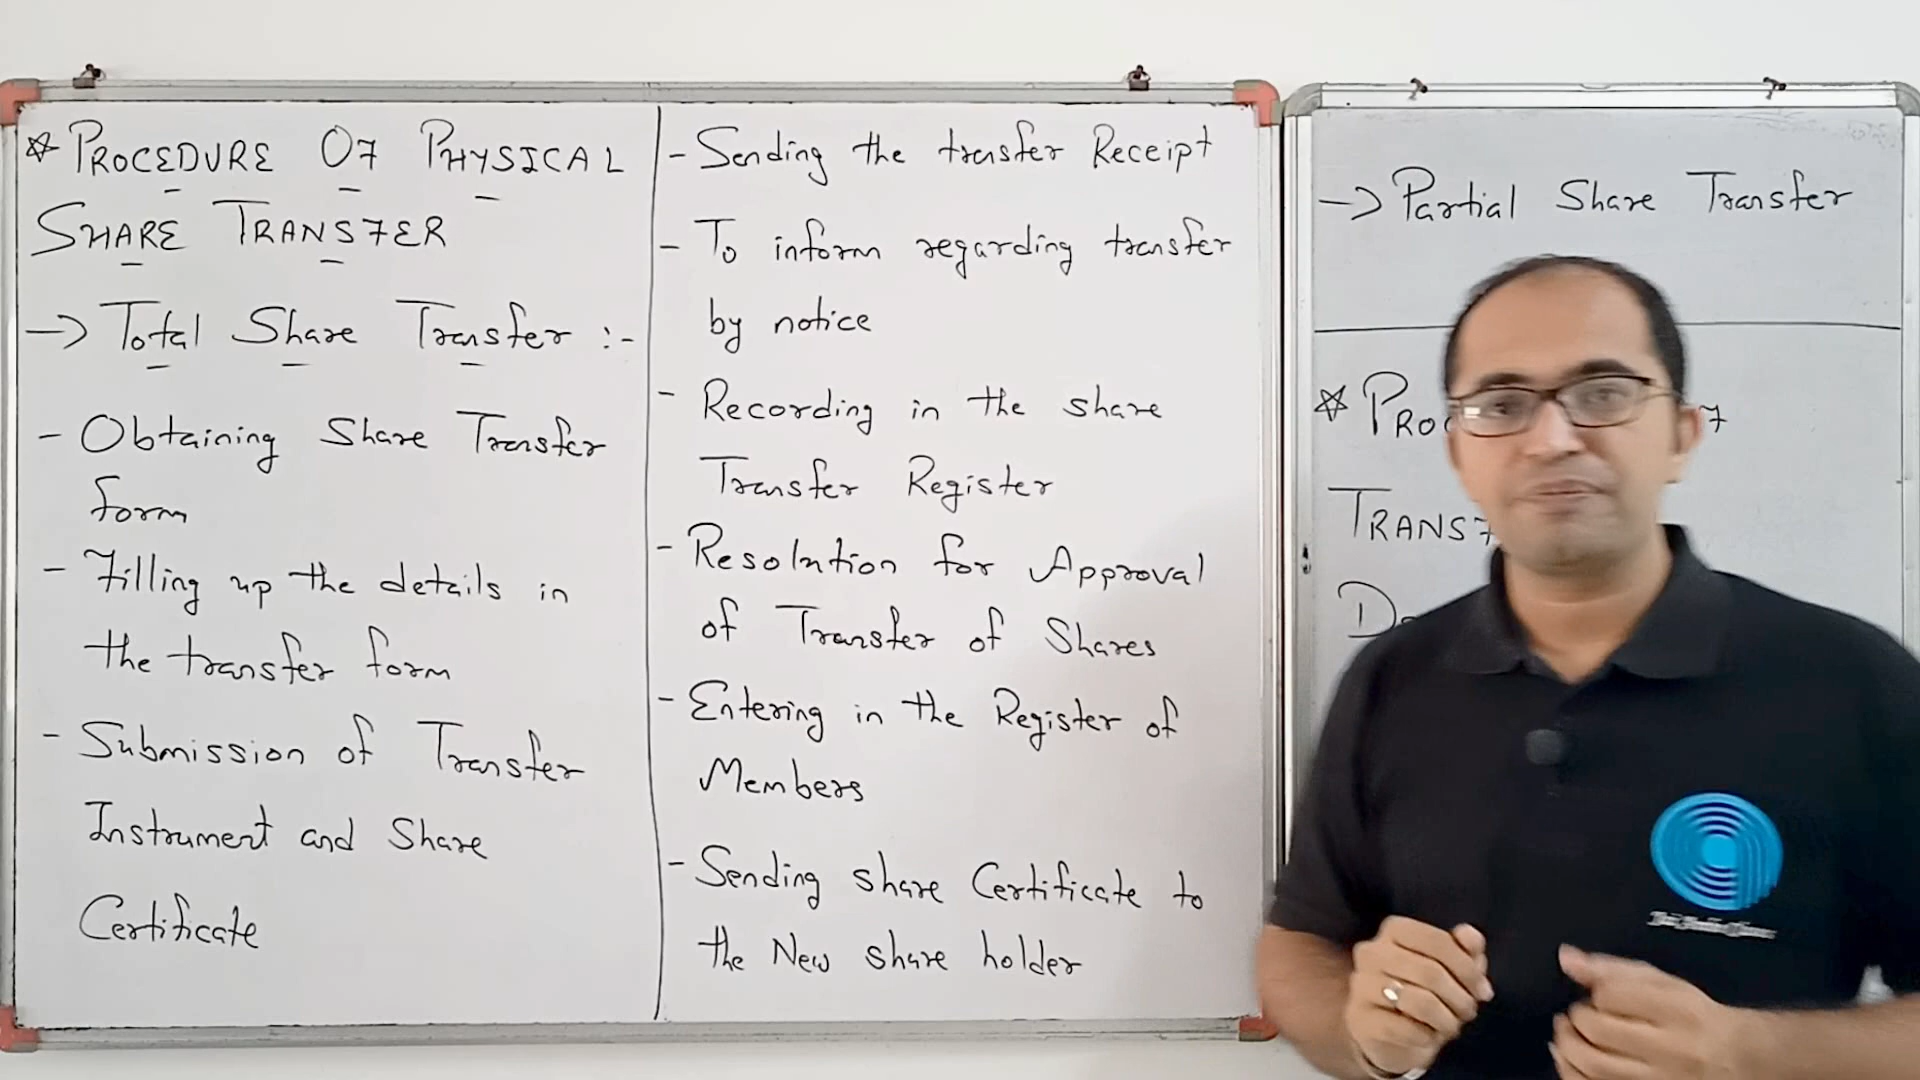 ☆ PROCEDURE OF PHYSICAL
SHARE TRANSFER
→ Total Share Transfer :-
- Obtaining Share Transfer
form
- Filling up the details in
the transfer form
- Submission of Transfer
Instrument and Share
Certificate
- Sending the transfer Receipt
- To inform regarding transfer
by notice
- Recording in the share
Transfer Register
- Resolution for Approval
of Transfer of Shares
- Entering in the Register of
Members
- Sending share Certificate to
the New share holder
→ Partial Share Transfer